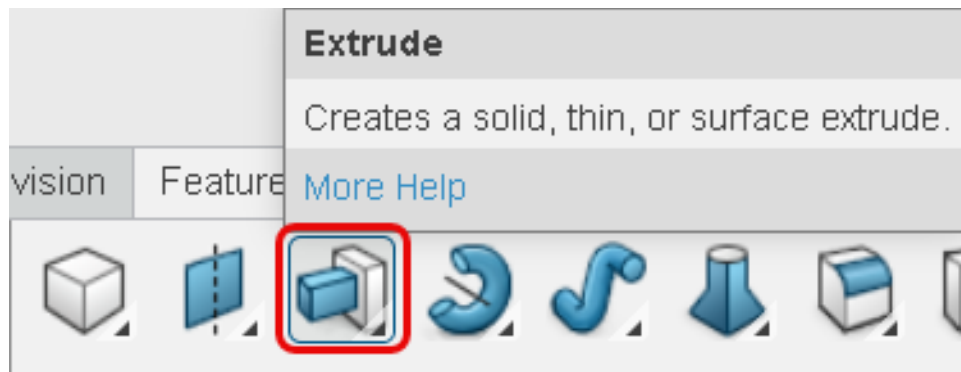 Extrude
Creates a solid, thin, or surface extrude.
More Help
vision
Feature